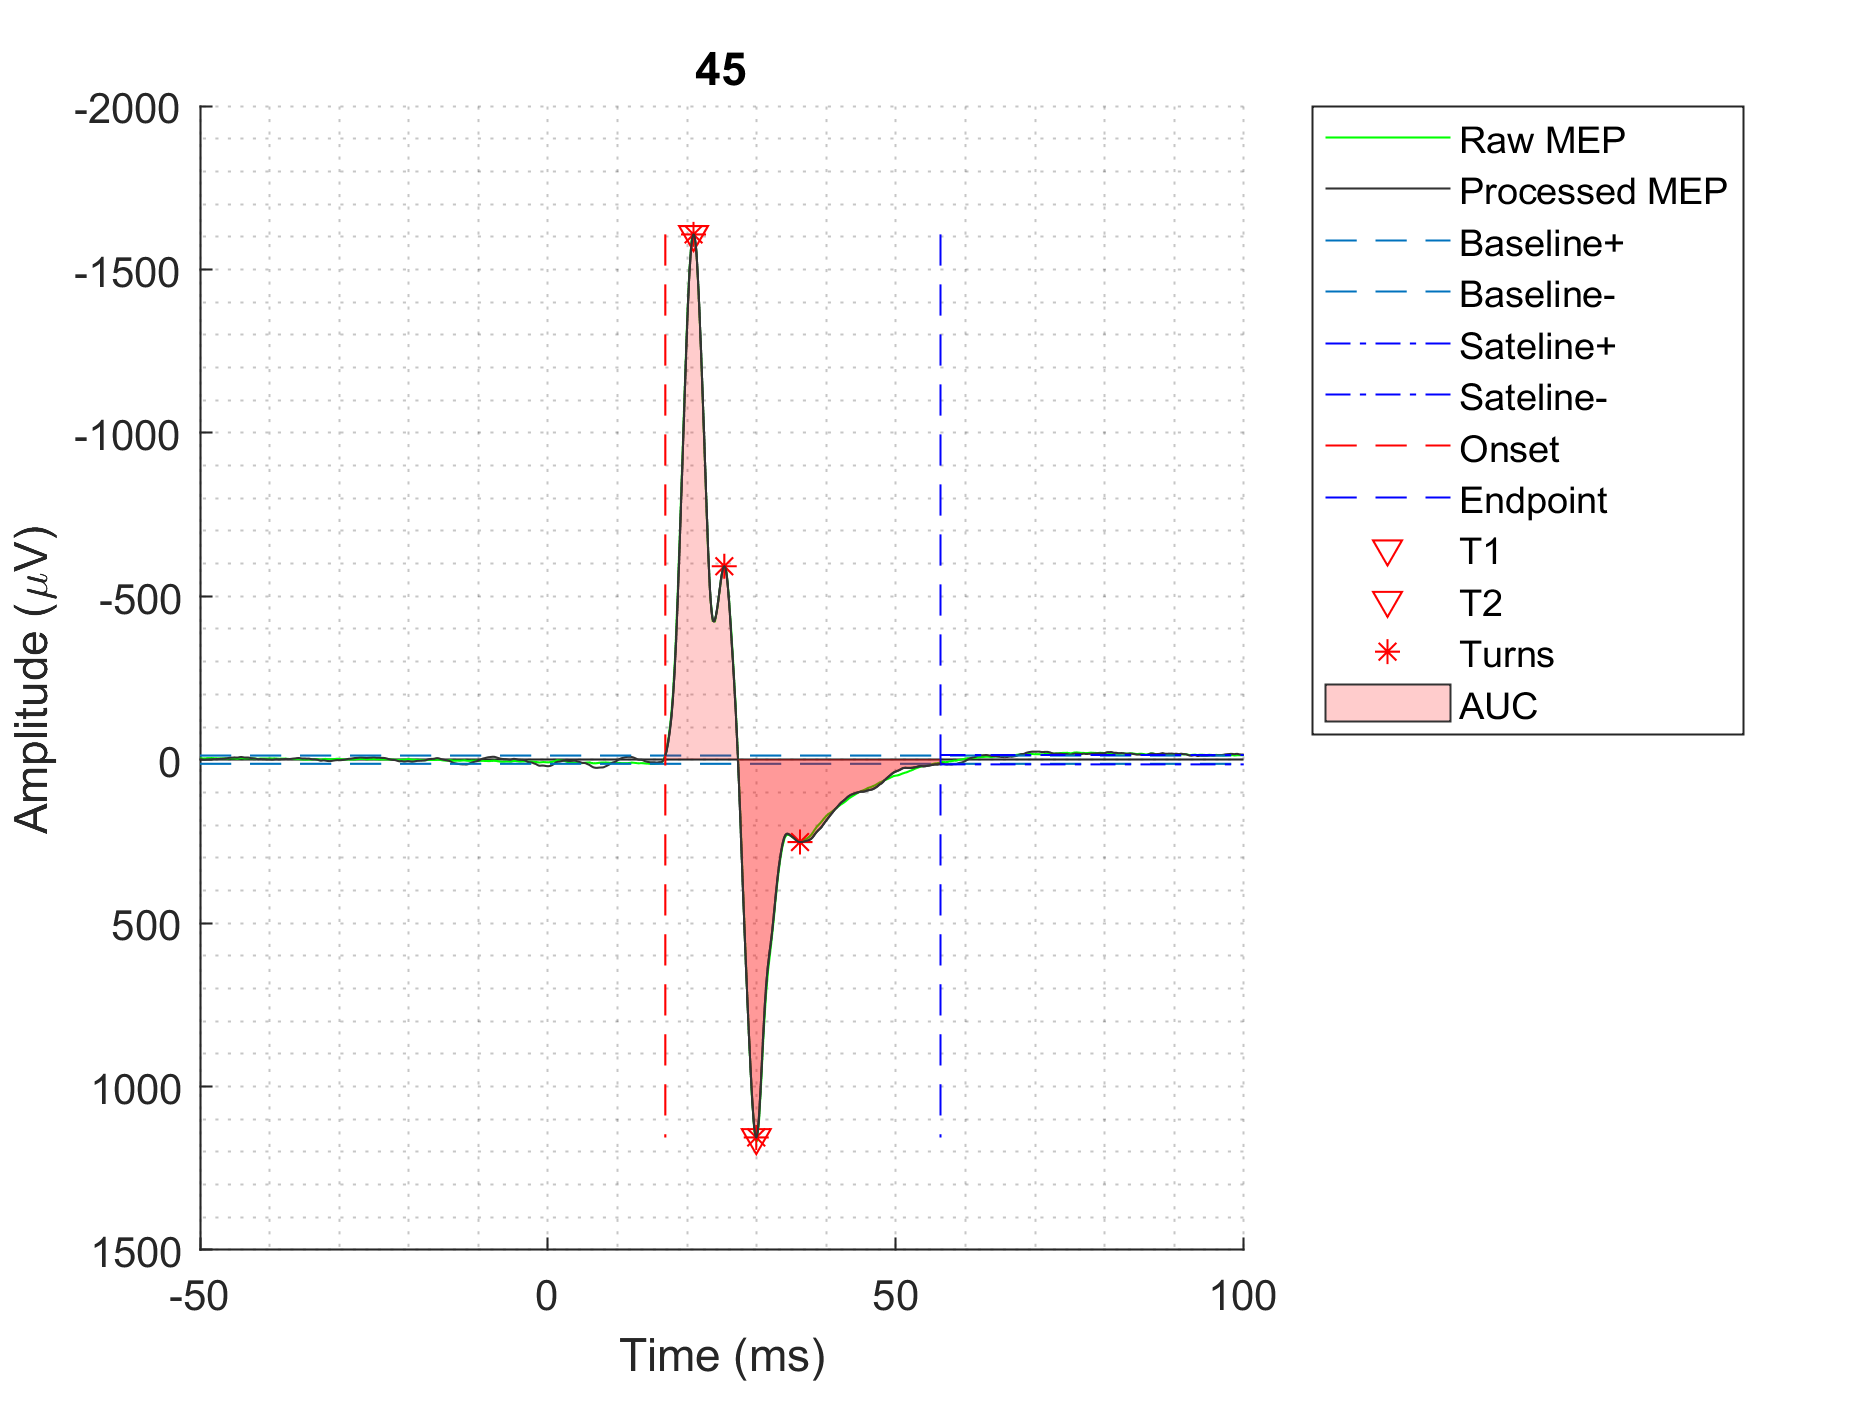 45
-2000
-1500
-1000
-500
0
500
1000
1500
-50
0
50
100
Time (ms)
Amplitude (μV)
Raw MEP
Processed MEP
Baseline+
Baseline-
Sateline+
Sateline-
Onset
Endpoint
T1
T2
Turns
AUC